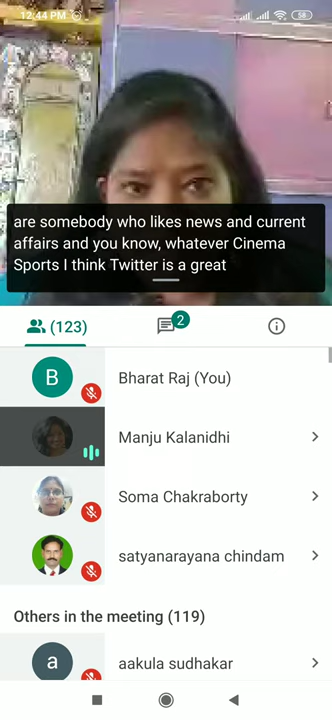 12:44 PM
58
are somebody who likes news and current
affairs and you know, whatever Cinema
Sports I think Twitter is a great
(123)
2
B
Bharat Raj (You)
Manju Kalanidhi
Soma Chakraborty
satyanarayana chindam
Others in the meeting (119)
a
aakula sudhakar